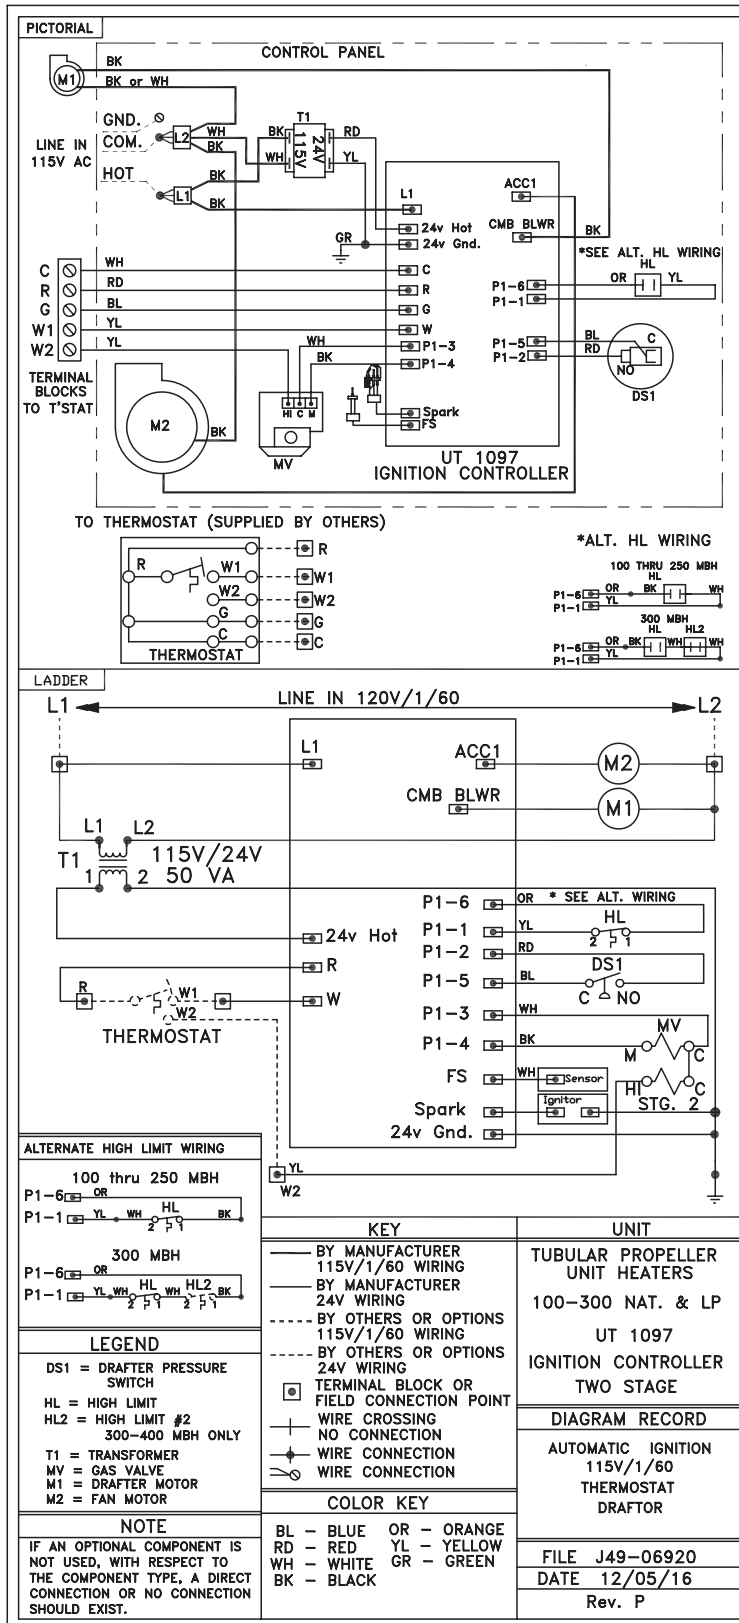 PICTORIAL
CONTROL PANEL
BK
M1
BK or WH
GND.
COM.
L2
WH
BK
LINE IN
115V AC
HOT
L1
BK
BK
T1
BK
WH
115V
24V
RD
YL
L1
24v Hot
24v Gnd.
GR
ACC1
CMB BLWR
BK
*SEE ALT. HL WIRING
HL
OR
YL
C
WH
C
R
RD
R
G
BL
G
W1
YL
W
W2
YL
WH
P1-3
BK
P1-4
P1-6
P1-1
P1-5
P1-2
BL
RD
C
NO
DS1
TERMINAL
BLOCKS
TO T'STAT
M2
BK
HI C M
MV
Spark
FS
UT 1097
IGNITION CONTROLLER
TO THERMOSTAT (SUPPLIED BY OTHERS)
R
R
W1
W1
W2
W2
G
G
C
C
THERMOSTAT
*ALT. HL WIRING
100 THRU 250 MBH
HL
P1-6
OR
BK
WH
P1-1
YL
300 MBH
HL
HL2
P1-6
OR
BK
WH
WH
P1-1
YL
LADDER
L1
LINE IN 120V/1/60
L2
L1
ACC1
M2
CMB BLWR
M1
L1
L2
T1
1
2
115V/24V
50 VA
P1-6
OR
* SEE ALT. WIRING
P1-1
YL
HL
2
1
24v Hot
P1-2
RD
R
DS1
P1-5
BL
C
NO
R
W1
W2
W
THERMOSTAT
P1-3
WH
P1-4
BK
MV
M
C
FS
WH
Sensor
HI
C
STG. 2
Spark
Ignitor
24v Gnd.
YL
W2
ALTERNATE HIGH LIMIT WIRING
100 thru 250 MBH
P1-6
OR
P1-1
YL
WH
HL
2
1
BK
300 MBH
P1-6
OR
P1-1
YL
WH
HL
2
1
WH
HL2
2
1
BK
LEGEND
DS1 = DRAFTER PRESSURE
SWITCH
HL = HIGH LIMIT
HL2 = HIGH LIMIT #2
300-400 MBH ONLY
T1 = TRANSFORMER
MV = GAS VALVE
M1 = DRAFTER MOTOR
M2 = FAN MOTOR
NOTE
IF AN OPTIONAL COMPONENT IS
NOT USED, WITH RESPECT TO
THE COMPONENT TYPE, A DIRECT
CONNECTION OR NO CONNECTION
SHOULD EXIST.
KEY
BY MANUFACTURER
115V/1/60 WIRING
BY MANUFACTURER
24V WIRING
BY OTHERS OR OPTIONS
115V/1/60 WIRING
BY OTHERS OR OPTIONS
24V WIRING
TERMINAL BLOCK OR
FIELD CONNECTION POINT
WIRE CROSSING
NO CONNECTION
WIRE CONNECTION
WIRE CONNECTION
COLOR KEY
BL - BLUE
OR - ORANGE
RD - RED
YL - YELLOW
WH - WHITE
GR - GREEN
BK - BLACK
UNIT
TUBULAR PROPELLER
UNIT HEATERS
100-300 NAT. & LP
UT 1097
IGNITION CONTROLLER
TWO STAGE
DIAGRAM RECORD
AUTOMATIC IGNITION
115V/1/60
THERMOSTAT
DRAFTOR
FILE J49-06920
DATE 12/05/16
Rev. P